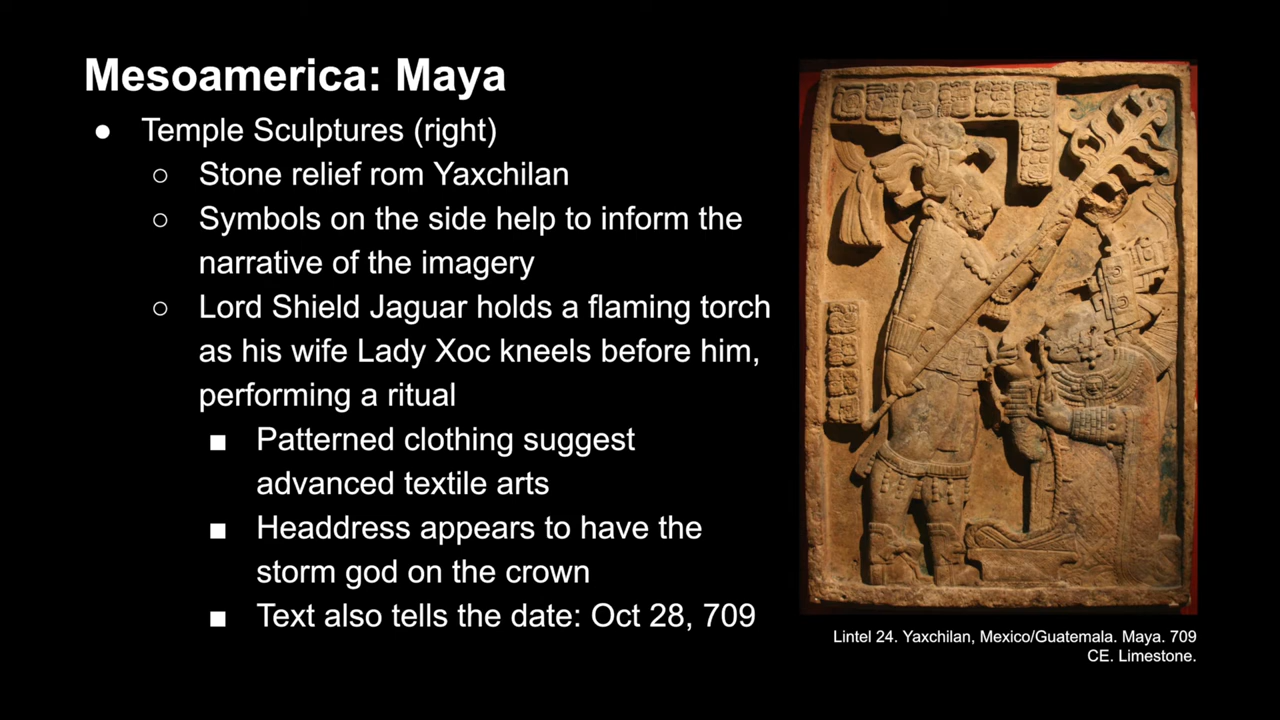 Mesoamerica: Maya
● Temple Sculptures (right)
○ Stone relief rom Yaxchilan
○ Symbols on the side help to inform the
narrative of the imagery
○ Lord Shield Jaguar holds a flaming torch
as his wife Lady Xoc kneels before him,
performing a ritual
■ Patterned clothing suggest
advanced textile arts
■ Headdress appears to have the
storm god on the crown
■ Text also tells the date: Oct 28, 709
Lintel 24. Yaxchilan, Mexico/Guatemala. Maya. 709
CE. Limestone.